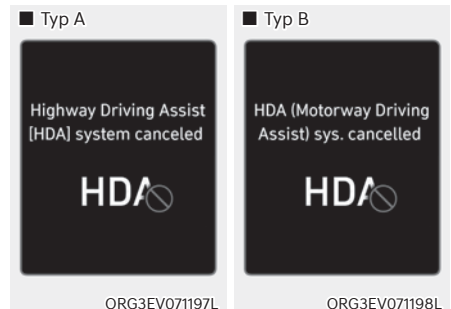 ■ Typ A
Highway Driving Assist
[HDA] system canceled
HDA
ORG3EV071197L
■ Typ B
HDA (Motorway Driving
Assist) sys. cancelled
HDA
ORG3EV071198L